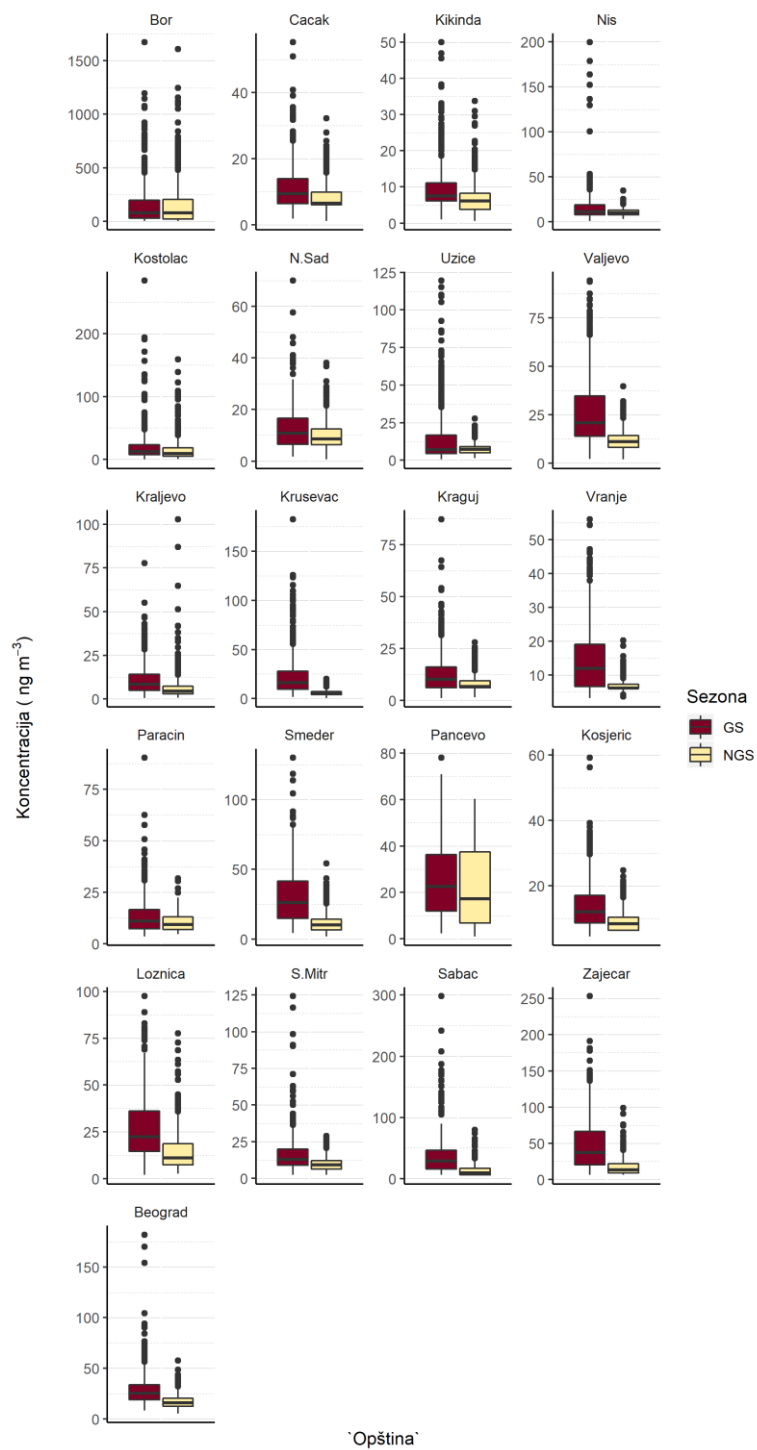 Bor Cacak Kikinda Nis
1500 1000 500 0
40 20 0
50 40 30 20 10 0
200 150 100 50 0
Kostolac N.Sad Uzice Valjevo
200 100 0
60 40 20 0
125 100 75 50 25 0
75 50 25 0
Kraljevo Krusevac Kraguj Vranje
100 75 50 25 0
150 100 50 0
75 50 25 0
50 40 30 20 10
Koncentracija ( ng m⁻³)
Sezona
GS
NGS
Paracin Smeder Pancevo Kosjeric
75 50 25 0
100 50 0
80 60 40 20 0
60 40 20
Loznica S.Mitr Sabac Zajecar
100 75 50 25 0
125 100 75 50 25 0
300 200 100 0
250 200 150 100 50 0
Beograd
150 100 50 0
`Opština`